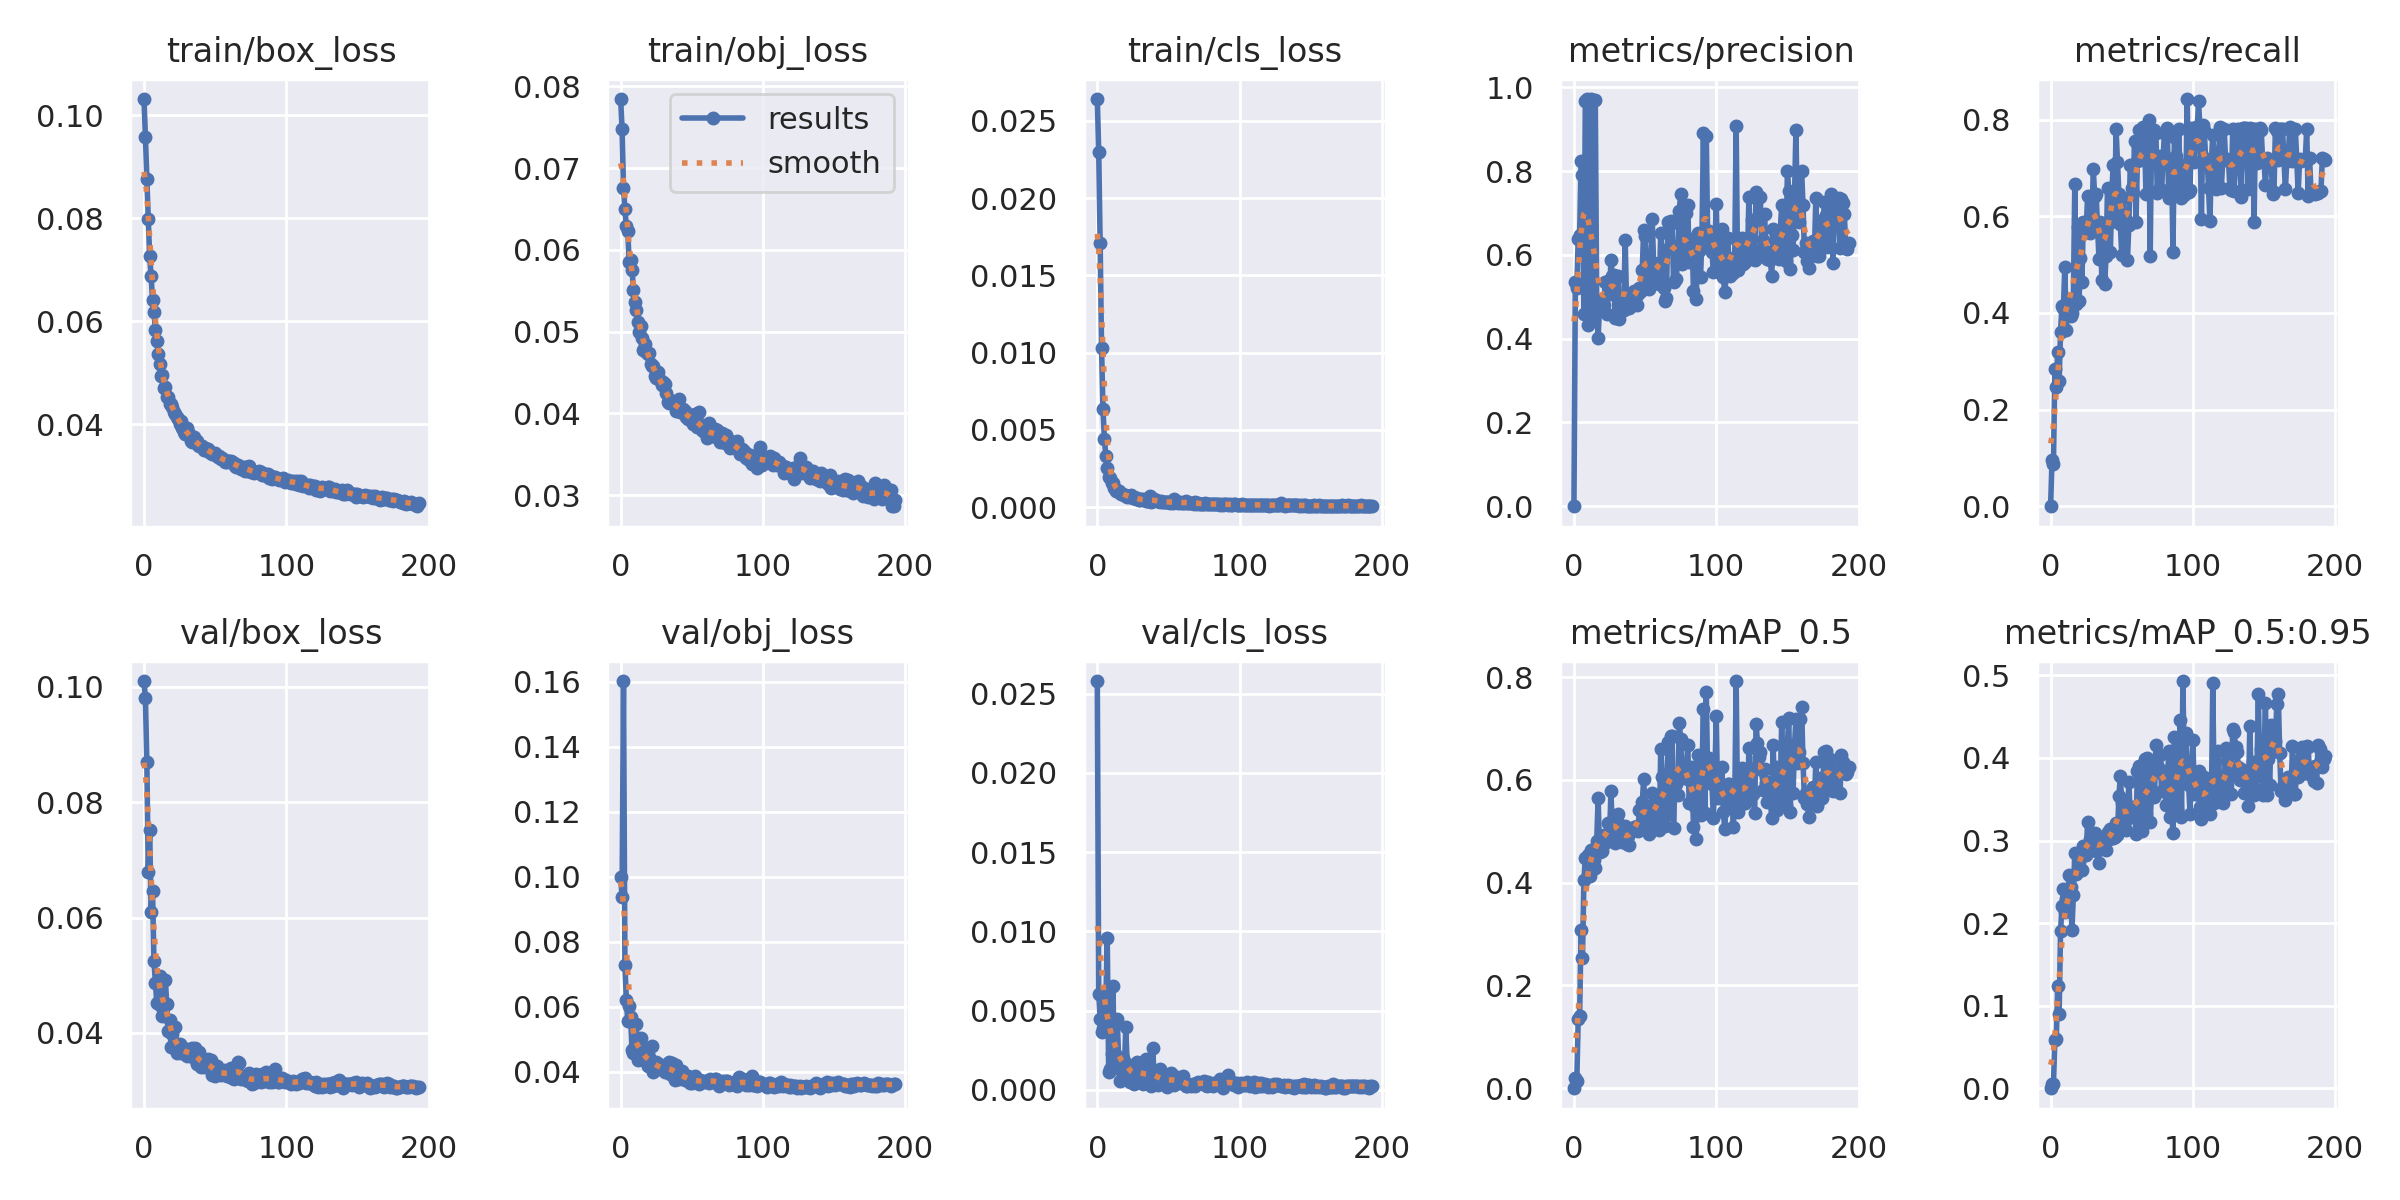 train/box_loss
train/obj_loss
train/cls_loss
metrics/precision
metrics/recall
0.10
0.08
0.06
0.04
0 100 200
0.08
0.07
0.06
0.05
0.04
0.03
results
smooth
0 100 200
0.025
0.020
0.015
0.010
0.005
0.000
0 100 200
1.0
0.8
0.6
0.4
0.2
0.0
0 100 200
0.8
0.6
0.4
0.2
0.0
0 100 200
val/box_loss
val/obj_loss
val/cls_loss
metrics/mAP_0.5
metrics/mAP_0.5:0.95
0.10
0.08
0.06
0.04
0 100 200
0.16
0.14
0.12
0.10
0.08
0.06
0.04
0 100 200
0.025
0.020
0.015
0.010
0.005
0.000
0 100 200
0.8
0.6
0.4
0.2
0.0
0 100 200
0.5
0.4
0.3
0.2
0.1
0.0
0 100 200